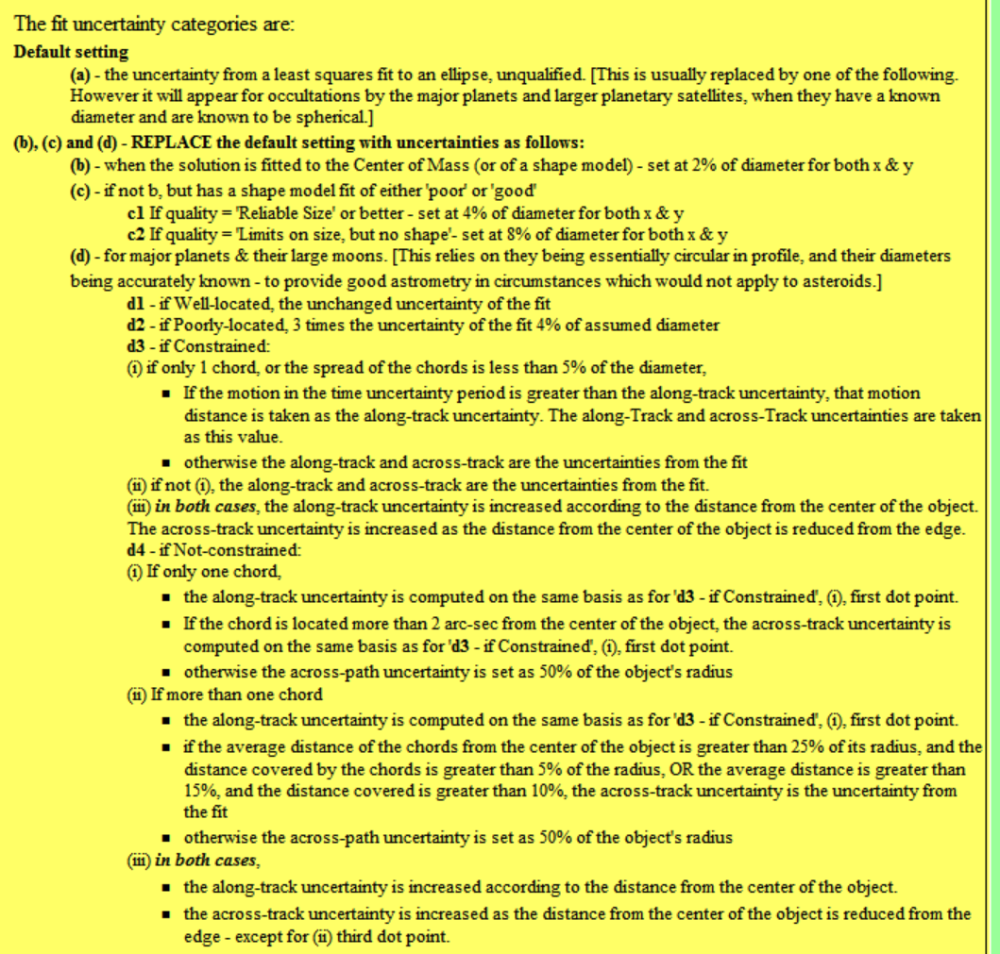 The fit uncertainty categories are:
Default setting
(a) - the uncertainty from a least squares fit to an ellipse, unqualified. [This is usually replaced by one of the following.
However it will appear for occultations by the major planets and larger planetary satellites, when they have a known
diameter and are known to be spherical.]
(b), (c) and (d) - REPLACE the default setting with uncertainties as follows:
(b) - when the solution is fitted to the Center of Mass (or of a shape model) - set at 2% of diameter for both x & y
(c) - if not b, but has a shape model fit of either 'poor' or 'good'
c1 If quality = 'Reliable Size' or better - set at 4% of diameter for both x & y
c2 If quality = 'Limits on size, but no shape'- set at 8% of diameter for both x & y
(d) - for major planets & their large moons. [This relies on they being essentially circular in profile, and their diameters
being accurately known - to provide good astrometry in circumstances which would not apply to asteroids.]
d1 - if Well-located, the unchanged uncertainty of the fit
d2 - if Poorly-located, 3 times the uncertainty of the fit 4% of assumed diameter
d3 - if Constrained:
(i) if only 1 chord, or the spread of the chords is less than 5% of the diameter,
▪ If the motion in the time uncertainty period is greater than the along-track uncertainty, that motion
distance is taken as the along-track uncertainty. The along-Track and across-Track uncertainties are taken
as this value.
▪ otherwise the along-track and across-track are the uncertainties from the fit
(ii) if not (i), the along-track and across-track are the uncertainties from the fit.
(iii) in both cases, the along-track uncertainty is increased according to the distance from the center of the object.
The across-track uncertainty is increased as the distance from the center of the object is reduced from the edge.
d4 - if Not-constrained:
(i) If only one chord,
▪ the along-track uncertainty is computed on the same basis as for 'd3 - if Constrained', (i), first dot point.
▪ If the chord is located more than 2 arc-sec from the center of the object, the across-track uncertainty is
computed on the same basis as for 'd3 - if Constrained', (i), first dot point.
▪ otherwise the across-path uncertainty is set as 50% of the object's radius
(ii) If more than one chord
▪ the along-track uncertainty is computed on the same basis as for 'd3 - if Constrained', (i), first dot point.
▪ if the average distance of the chords from the center of the object is greater than 25% of its radius, and the
distance covered by the chords is greater than 5% of the radius, OR the average distance is greater than
15%, and the distance covered is greater than 10%, the across-track uncertainty is the uncertainty from
the fit
▪ otherwise the across-path uncertainty is set as 50% of the object's radius
(iii) in both cases,
▪ the along-track uncertainty is increased according to the distance from the center of the object.
▪ the across-track uncertainty is increased as the distance from the center of the object is reduced from the
edge - except for (ii) third dot point.